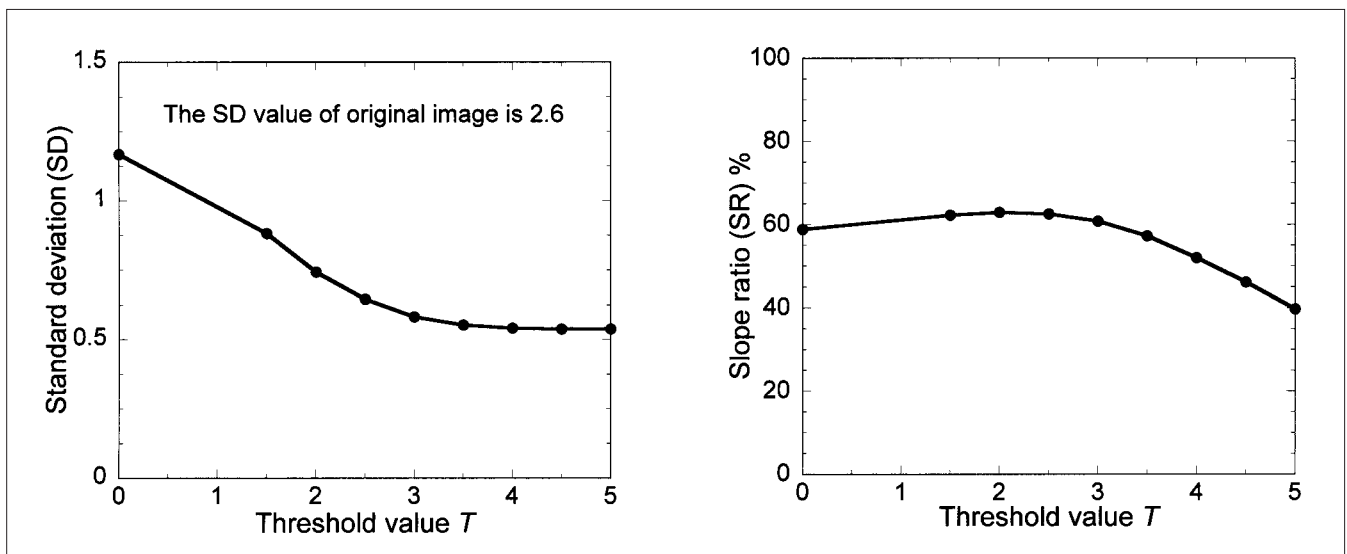 1.5
The SD value of original image is 2.6
1
0.5
0
Standard deviation (SD)
0 1 2 3 4 5
Threshold value T
100
80
60
40
20
0
Slope ratio (SR) %
0 1 2 3 4 5
Threshold value T